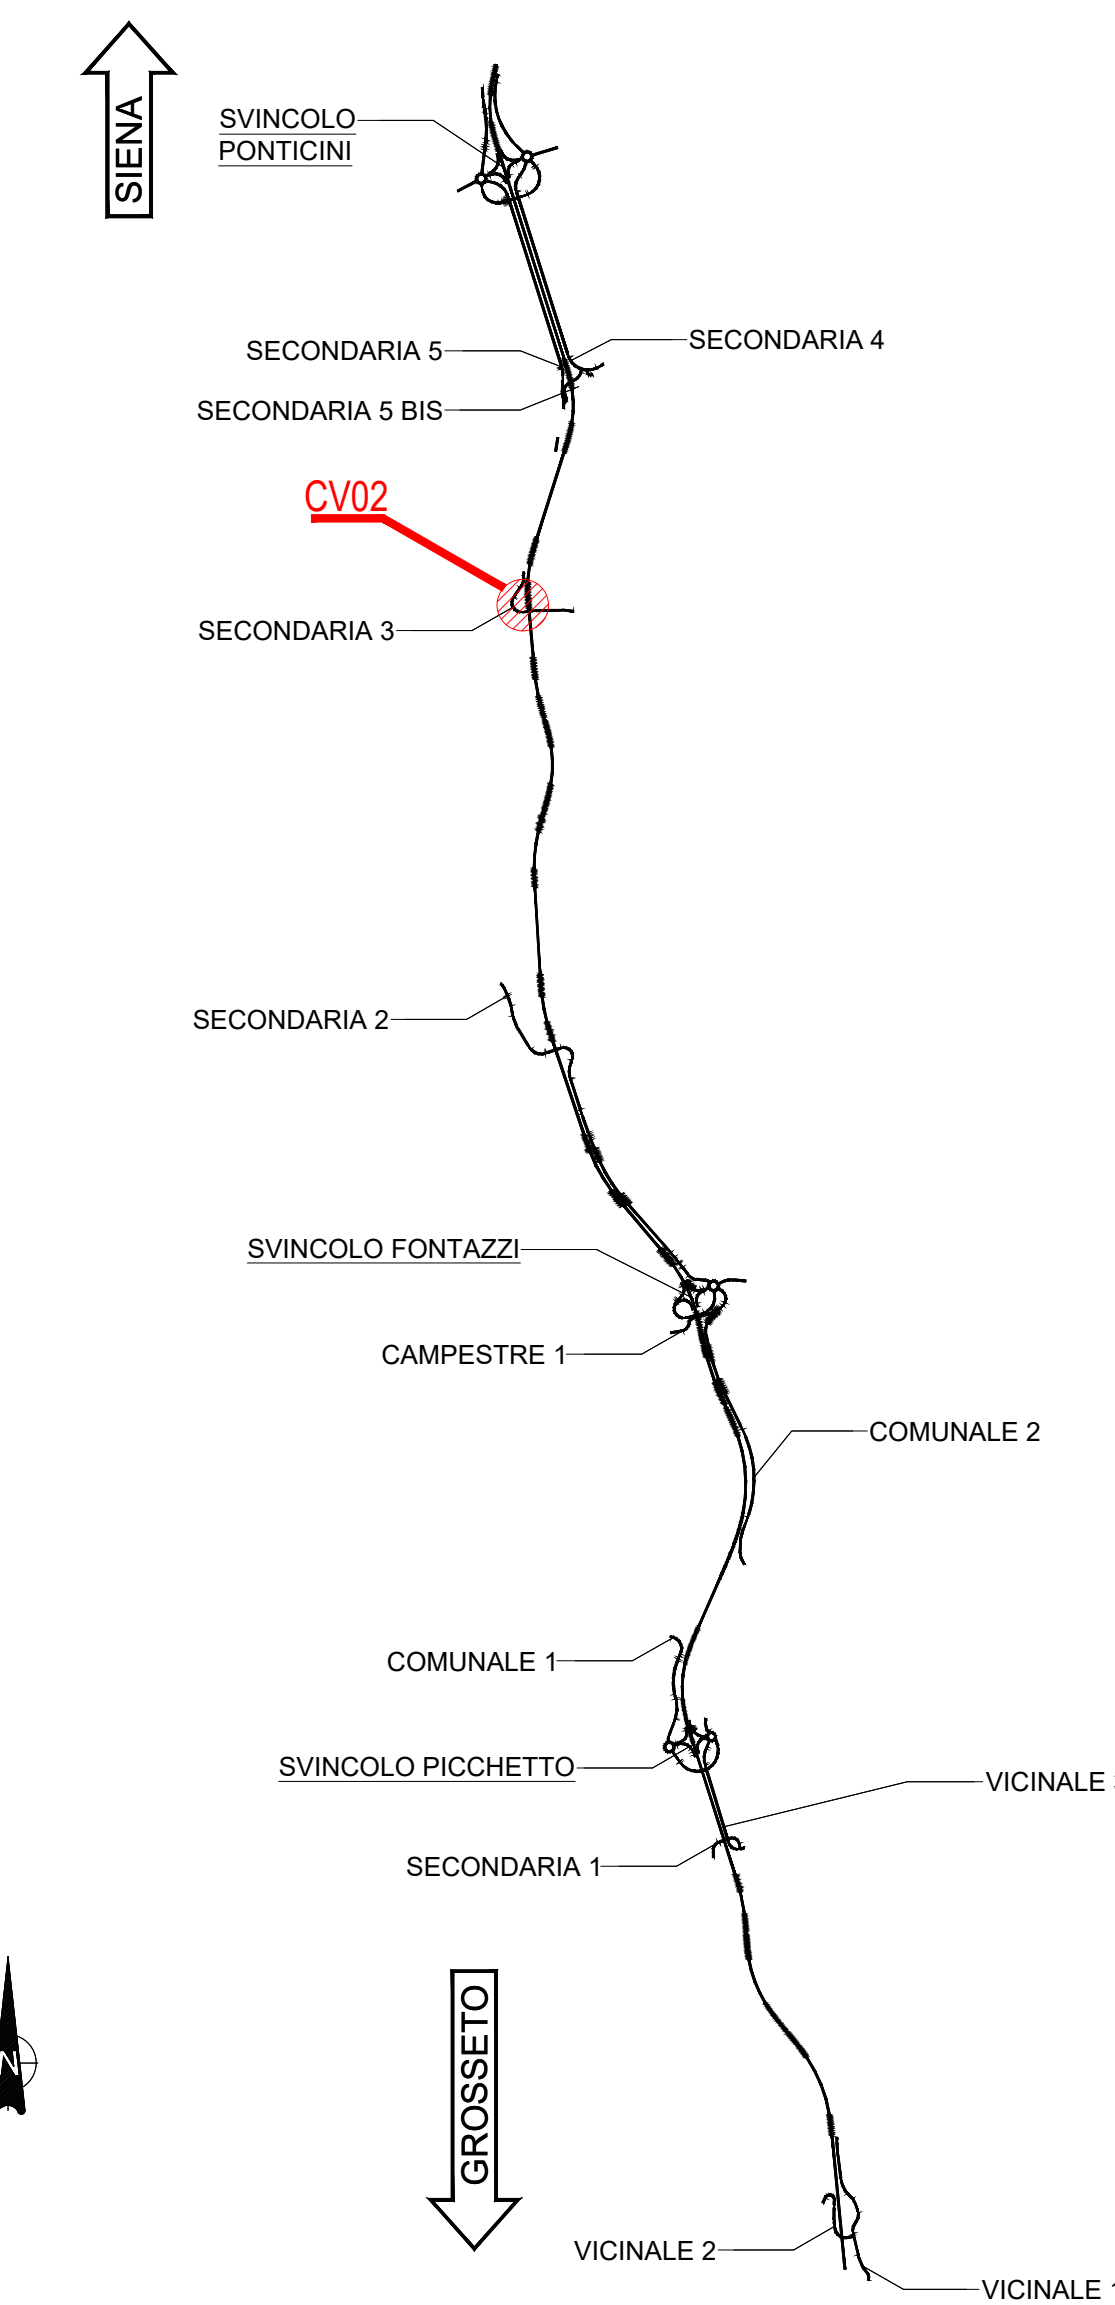 SIENA
SVINCOLO
PONTICINI
SECONDARIA 4
SECONDARIA 5
SECONDARIA 5 BIS
CV02
SECONDARIA 3
SECONDARIA 2
SVINCOLO FONTAZZI
CAMPESTRE 1
COMUNALE 2
COMUNALE 1
SVINCOLO PICCHETTO
VICINALE
SECONDARIA 1
N
GROSSETO
VICINALE 2
VICINALE 1